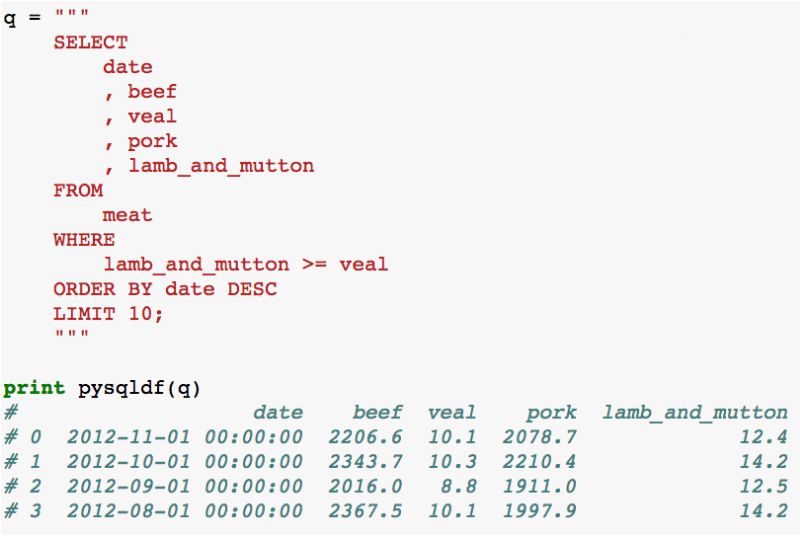 q = """
    SELECT
        date
        , beef
        , veal
        , pork
        , lamb_and_mutton
    FROM
        meat
    WHERE
        lamb_and_mutton >= veal
    ORDER BY date DESC
    LIMIT 10;
    """
print pysqldf(q)
#                   date    beef  veal    pork  lamb_and_mutton
# 0  2012-11-01 00:00:00  2206.6  10.1  2078.7             12.4
# 1  2012-10-01 00:00:00  2343.7  10.3  2210.4             14.2
# 2  2012-09-01 00:00:00  2016.0   8.8  1911.0             12.5
# 3  2012-08-01 00:00:00  2367.5  10.1  1997.9             14.2